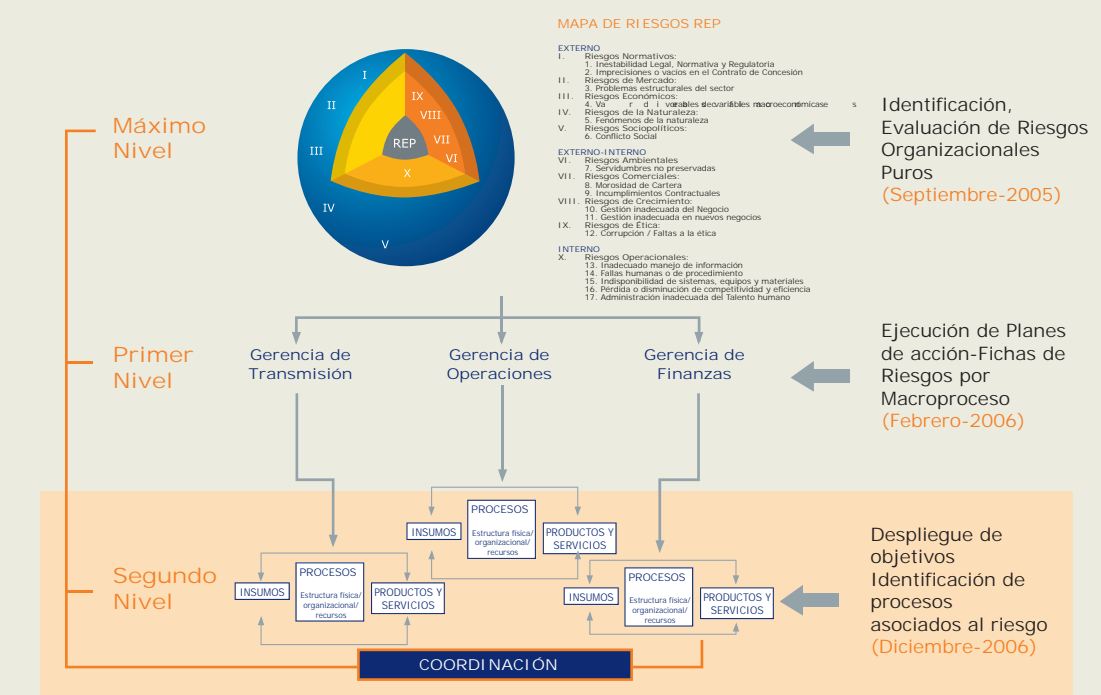 MAPA DE RIESGOS REP
EXTERNO
I. Riesgos Normativos:
1. Inestabilidad Legal, Normativa y Regulatoria
2. Imprecisiones o vacíos en el Contrato de Concesión
II. Riesgos de Mercado:
3. Problemas estructurales del sector
III. Riesgos Económicos:
4.
IV. Riesgos de la Naturaleza:
5. Fenómenos de la naturaleza
V. Riesgos Sociopolíticos:
6. Conflicto Social
EXTERNO-INTERNO
VI. Riesgos Ambientales
7. Servidumbres no preservadas
VII. Riesgos Comerciales:
8. Morosidad de Cartera
9. Incumplimientos Contractuales
VIII. Riesgos de Crecimiento:
10. Gestión inadecuada del Negocio
11. Gestión inadecuada en nuevos negocios
IX. Riesgos de Ética:
12. Corrupción / Faltas a la ética
INTERNO
X. Riesgos Operacionales:
13. Inadecuado manejo de información
14. Fallas humanas o de procedimiento
15. Indisponibilidad de sistemas, equipos y materiales
16. Pérdida o disminución de competitividad y eficiencia
17. Administración inadecuada del Talento humano
I
II
III
IV
V
IX
VIII
VII
VI
X
REP
Máximo
Nivel
Identificación,
Evaluación de Riesgos
Organizacionales
Puros
(Septiembre-2005)
Primer
Nivel
Gerencia de
Transmisión
Gerencia de
Operaciones
Gerencia de
Finanzas
Ejecución de Planes
de acción-Fichas de
Riesgos por
Macroproceso
(Febrero-2006)
Segundo
Nivel
INSUMOS
PROCESOS
Estructura física/
organizacional/
recursos
PRODUCTOS Y
SERVICIOS
INSUMOS
PROCESOS
Estructura física/
organizacional/
recursos
PRODUCTOS Y
SERVICIOS
INSUMOS
PROCESOS
Estructura física/
organizacional/
recursos
PRODUCTOS Y
SERVICIOS
Despliegue de
objetivos
Identificación de
procesos
asociados al riesgo
(Diciembre-2006)
COORDINACIÓN